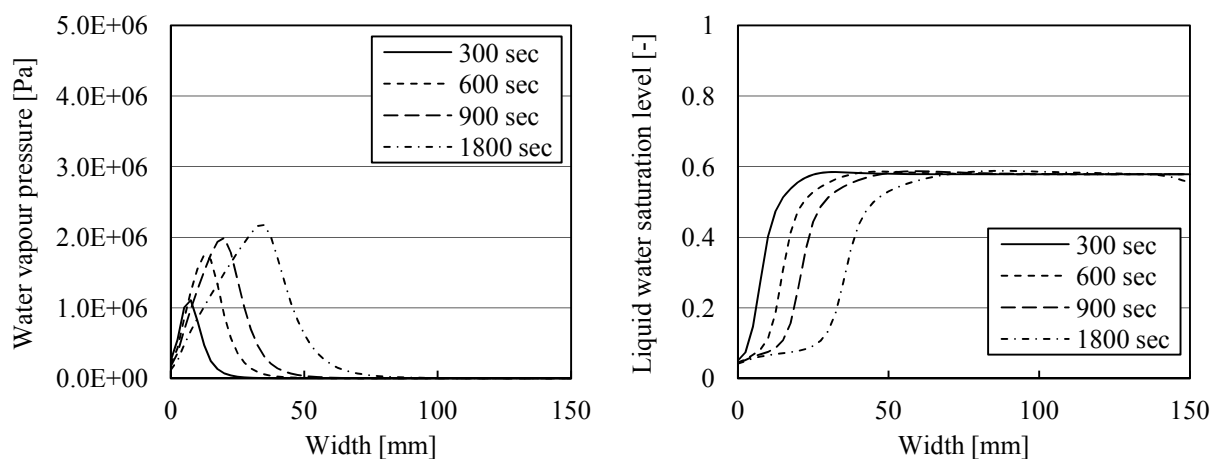 Water vapour pressure [Pa]
5.0E+06
4.0E+06
3.0E+06
2.0E+06
1.0E+06
0.0E+00
0
50
100
150
Width [mm]
300 sec
600 sec
900 sec
1800 sec
Liquid water saturation level [-]
1
0.8
0.6
0.4
0.2
0
0
50
100
150
Width [mm]
300 sec
600 sec
900 sec
1800 sec